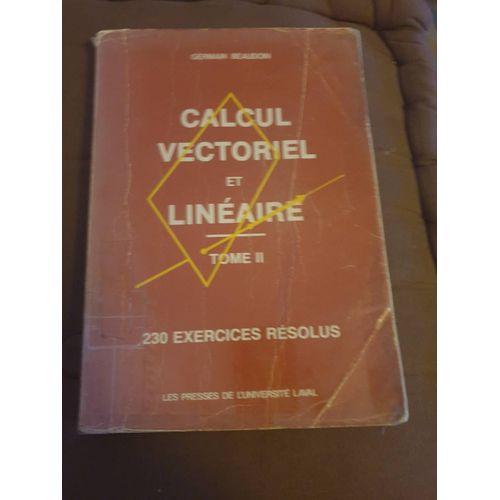 GERMAIN BEAUDOIN
CALCUL
VECTORIEL
ET
LINÉAIRE
TOME II
230 EXERCICES RÉSOLUS
LES PRESSES DE L'UNIVERSITÉ LAVAL